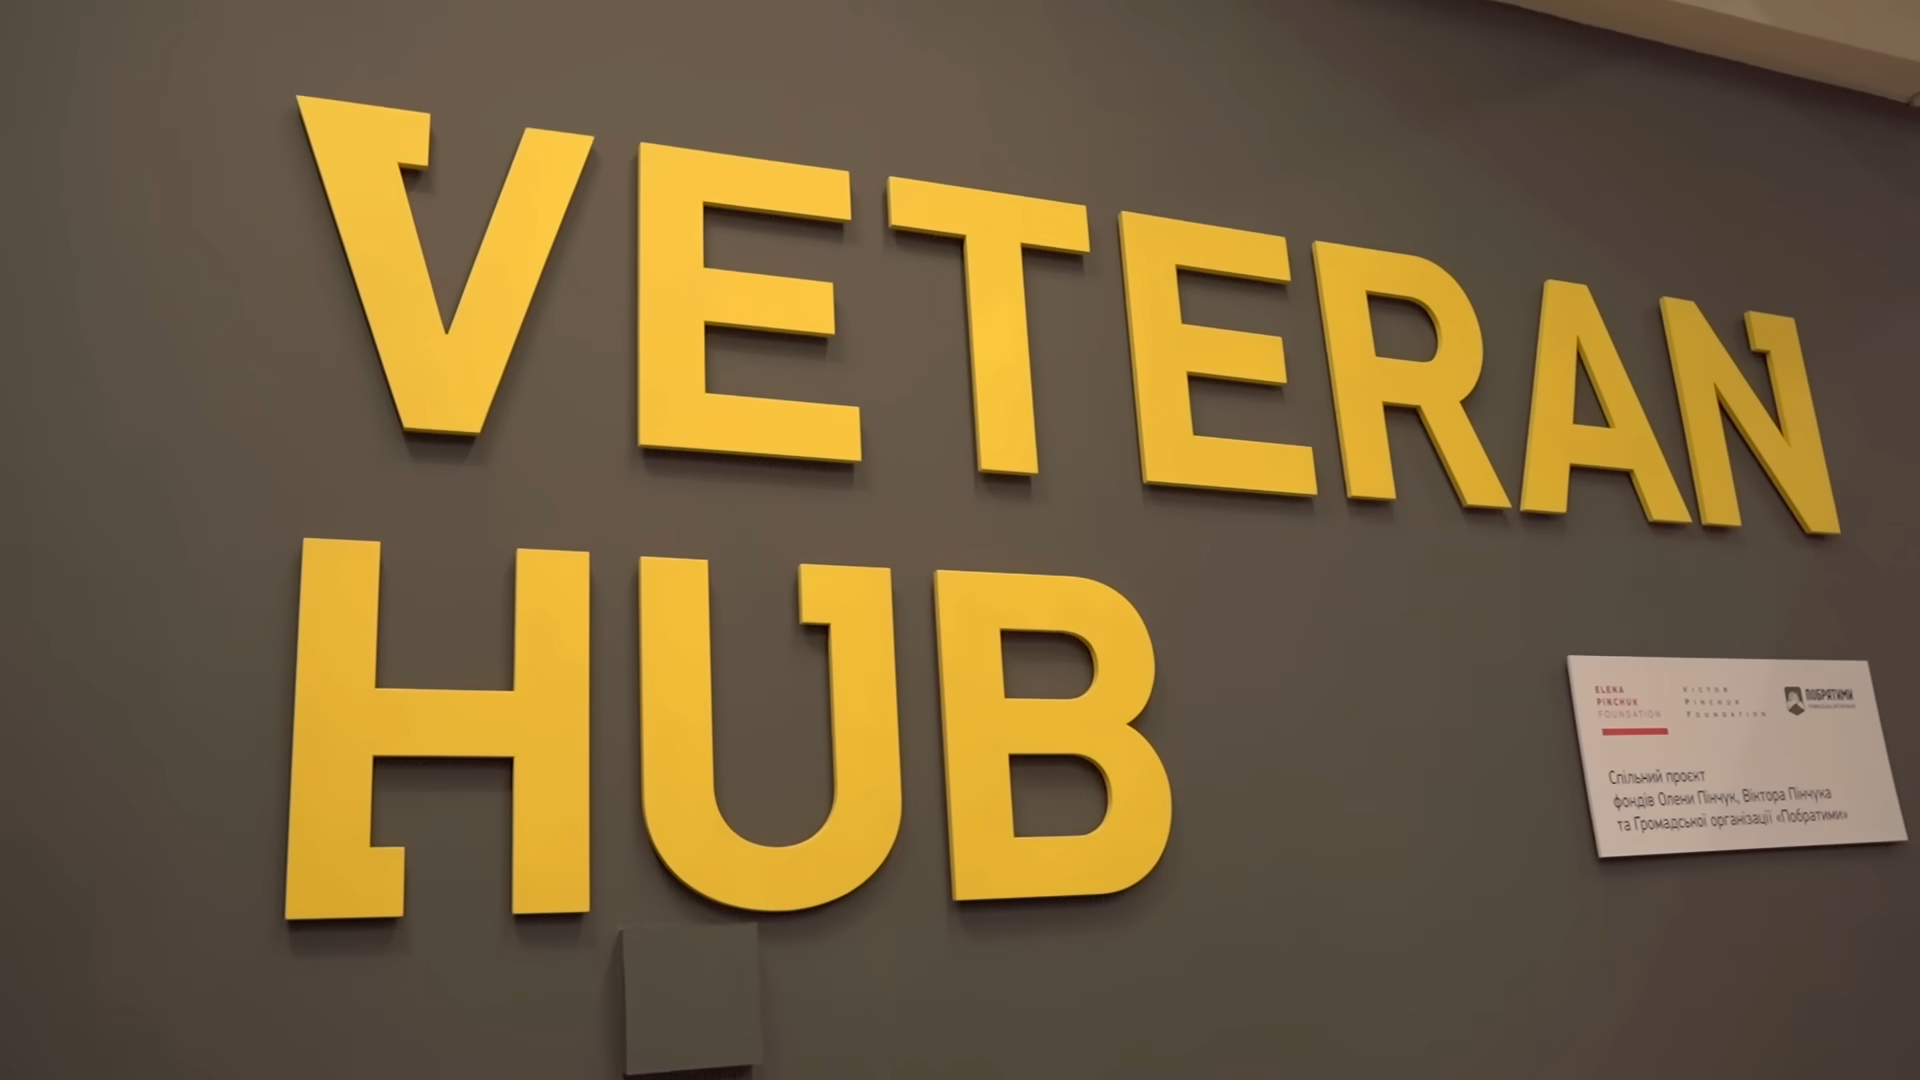 VETERAN
HUB
ELENA
PINCHUK
FOUNDATION
VICTOR
PINCHUK
FOUNDATION
ПОБРАТИМИ
Спільний проєкт
фондів Олени Пінчук, Віктора Пінчука
та Громадської організації «Побратими»